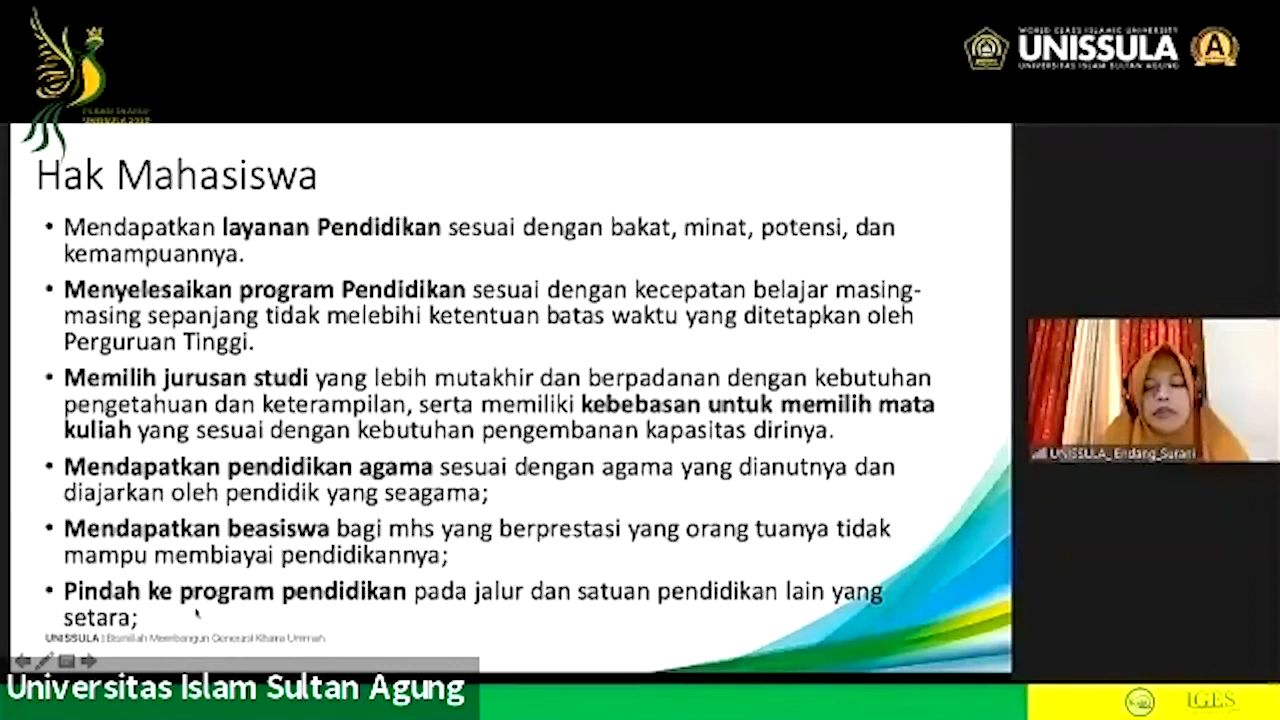 WORLD CLASS ISLAMIC UNIVERSITY
UNISSULA
UNIVERSITAS ISLAM SULTAN AGUNG
A
UNISSULA
Hak Mahasiswa
• Mendapatkan layanan Pendidikan sesuai dengan bakat, minat, potensi, dan
kemampuannya.
• Menyelesaikan program Pendidikan sesuai dengan kecepatan belajar masing-
masing sepanjang tidak melebihi ketentuan batas waktu yang ditetapkan oleh
Perguruan Tinggi.
• Memilih jurusan studi yang lebih mutakhir dan berpadanan dengan kebutuhan
pengetahuan dan keterampilan, serta memiliki kebebasan untuk memilih mata
kuliah yang sesuai dengan kebutuhan pengembanan kapasitas dirinya.
• Mendapatkan pendidikan agama sesuai dengan agama yang dianutnya dan
diajarkan oleh pendidik yang seagama;
• Mendapatkan beasiswa bagi mhs yang berprestasi yang orang tuanya tidak
mampu membiayai pendidikannya;
• Pindah ke program pendidikan pada jalur dan satuan pendidikan lain yang
setara;
UNISSULA | Bismillah Membangun Generasi Khaira Ummah
UNISSULA_ Endang_Surani
Universitas Islam Sultan Agung
IGES